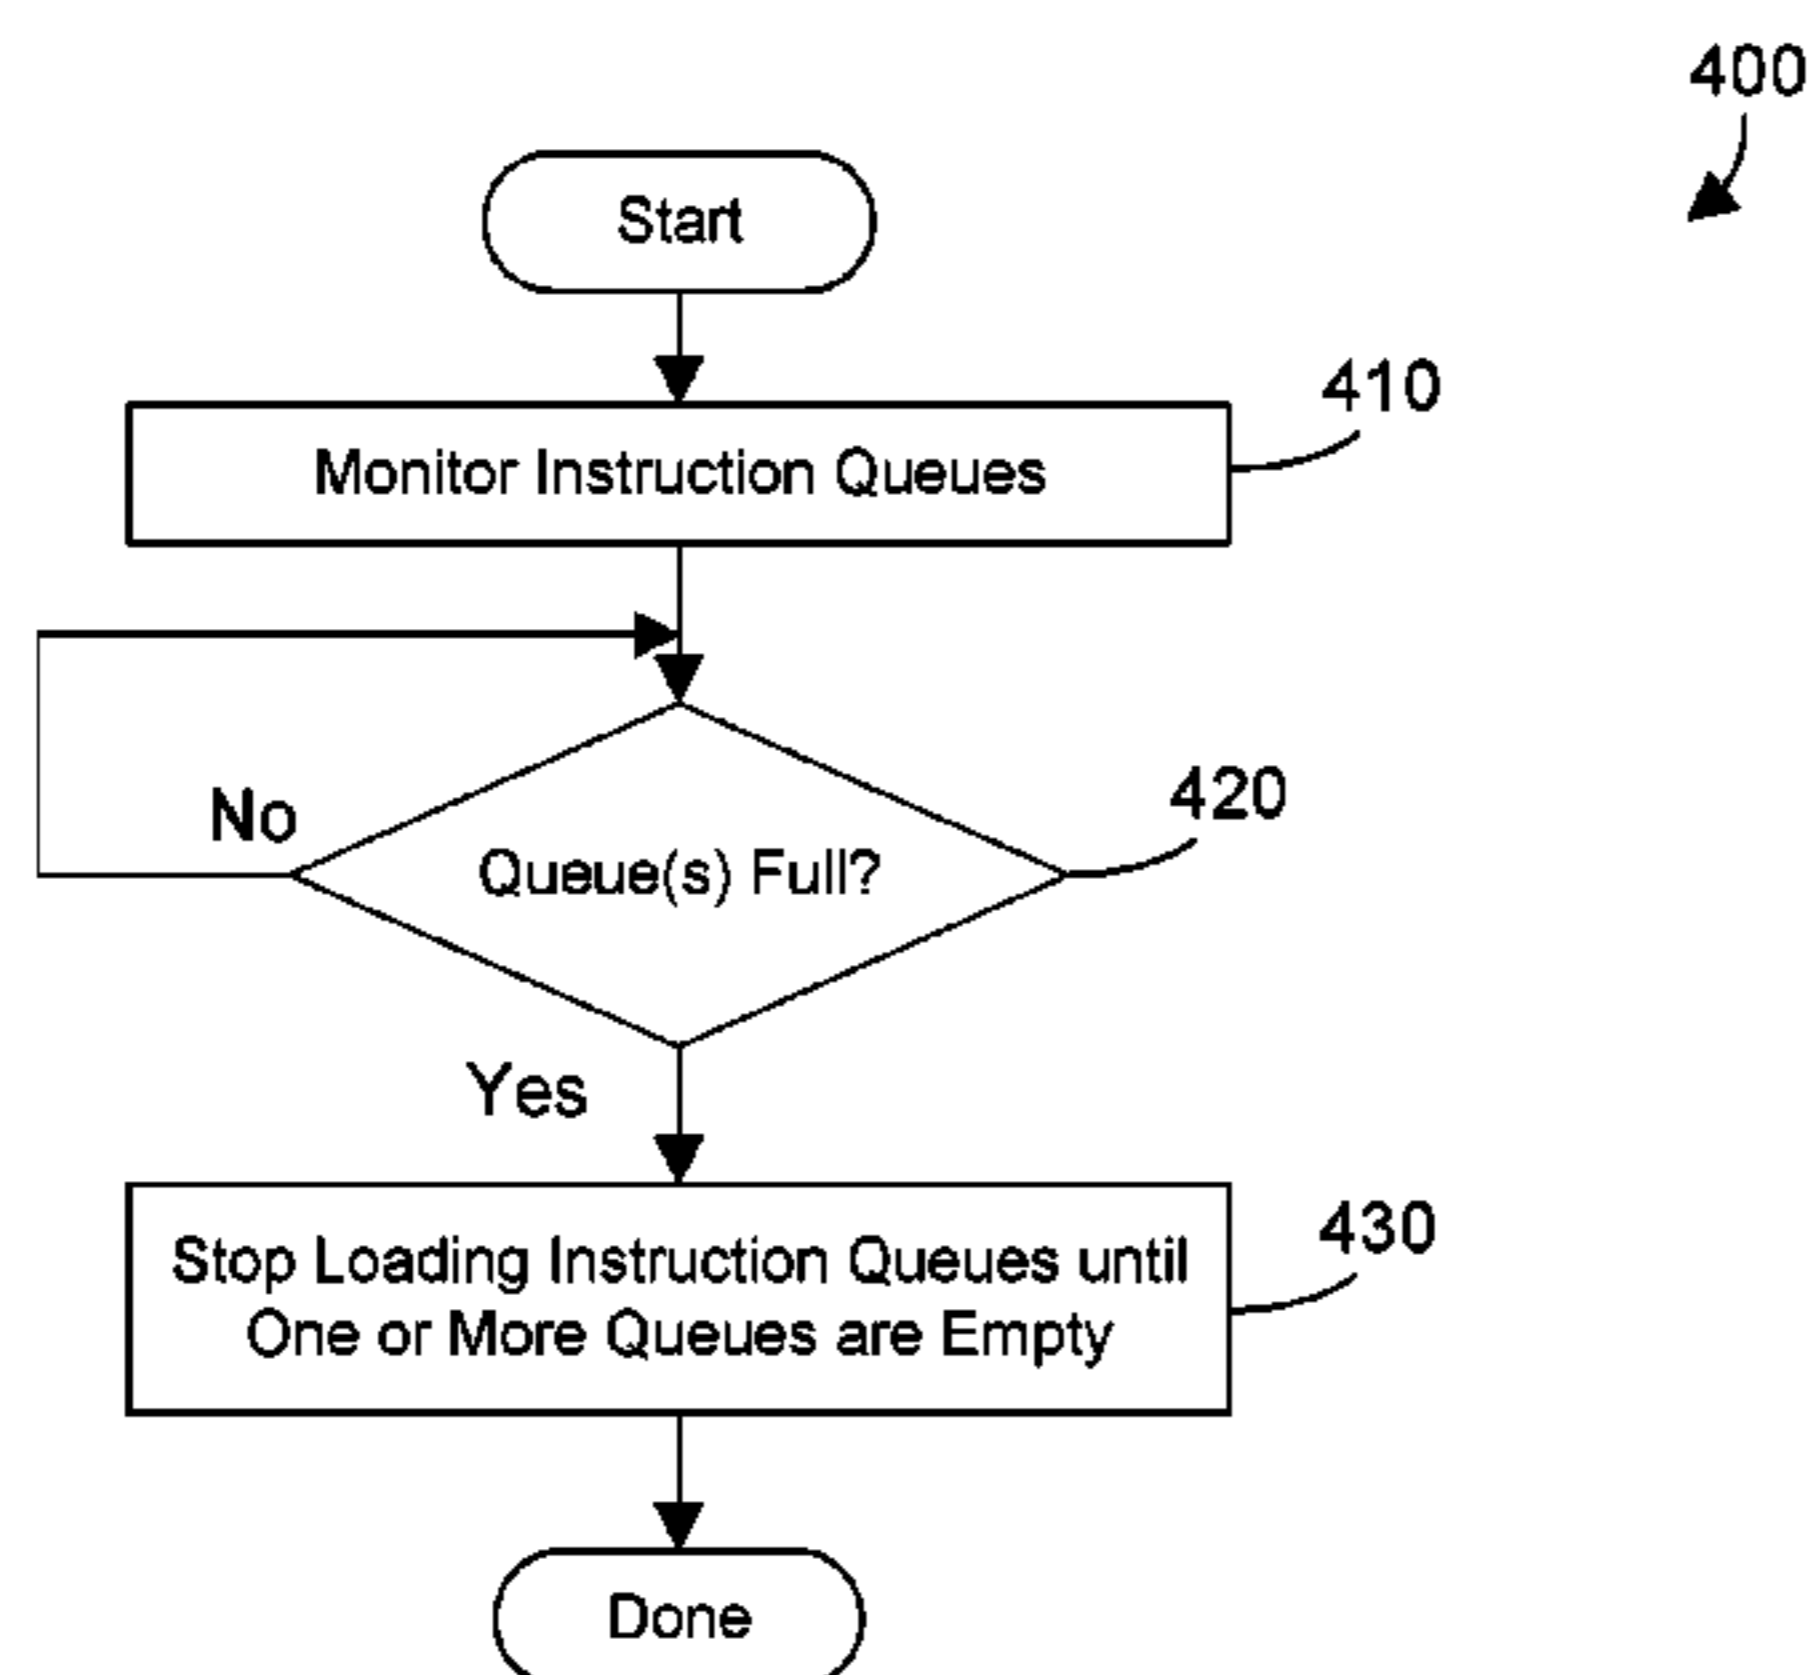 400
Start
410
Monitor Instruction Queues
No
420
Queue(s) Full?
Yes
430
Stop Loading Instruction Queues until
One or More Queues are Empty
Done